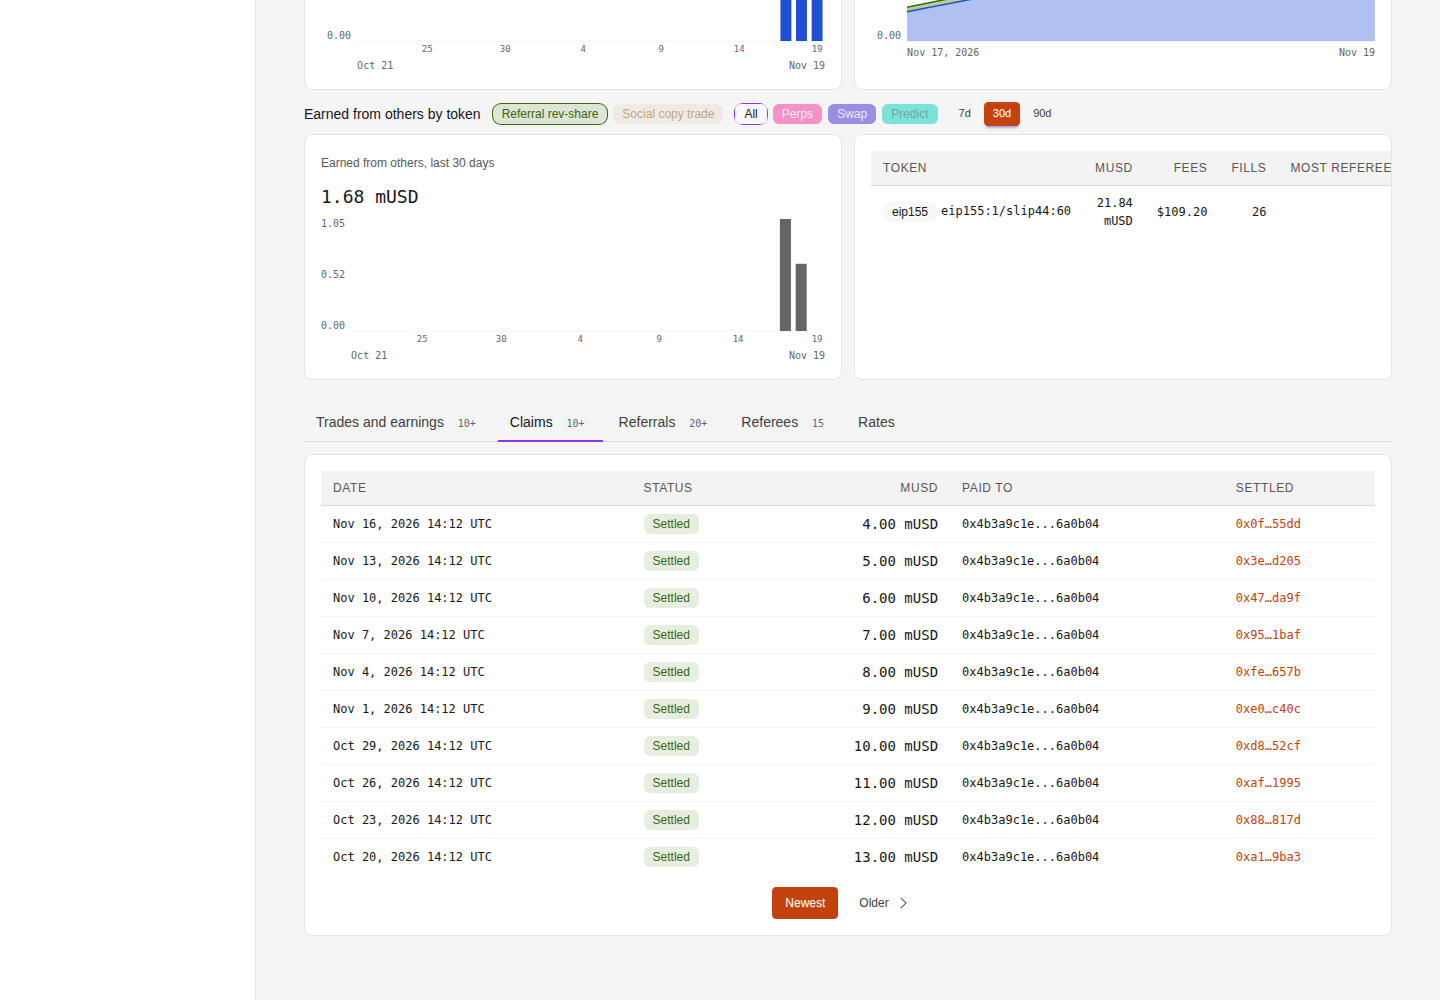 0.00
25 30 4 9 14 19
Oct 21 Nov 19
0.00
Nov 17, 2026 Nov 19
Earned from others by token Referral rev-share Social copy trade All Perps Swap Predict 7d 30d 90d
Earned from others, last 30 days
1.68 mUSD
1.05
0.52
0.00
25 30 4 9 14 19
Oct 21 Nov 19
TOKEN MUSD FEES FILLS MOST REFEREE
eip155 eip155:1/slip44:60 21.84 mUSD $109.20 26
Trades and earnings 10+ Claims 10+ Referrals 20+ Referees 15 Rates
DATE STATUS MUSD PAID TO SETTLED
Nov 16, 2026 14:12 UTC Settled 4.00 mUSD 0x4b3a9c1e...6a0b04 0x0f…55dd
Nov 13, 2026 14:12 UTC Settled 5.00 mUSD 0x4b3a9c1e...6a0b04 0x3e…d205
Nov 10, 2026 14:12 UTC Settled 6.00 mUSD 0x4b3a9c1e...6a0b04 0x47…da9f
Nov 7, 2026 14:12 UTC Settled 7.00 mUSD 0x4b3a9c1e...6a0b04 0x95…1baf
Nov 4, 2026 14:12 UTC Settled 8.00 mUSD 0x4b3a9c1e...6a0b04 0xfe…657b
Nov 1, 2026 14:12 UTC Settled 9.00 mUSD 0x4b3a9c1e...6a0b04 0xe0…c40c
Oct 29, 2026 14:12 UTC Settled 10.00 mUSD 0x4b3a9c1e...6a0b04 0xd8…52cf
Oct 26, 2026 14:12 UTC Settled 11.00 mUSD 0x4b3a9c1e...6a0b04 0xaf…1995
Oct 23, 2026 14:12 UTC Settled 12.00 mUSD 0x4b3a9c1e...6a0b04 0x88…817d
Oct 20, 2026 14:12 UTC Settled 13.00 mUSD 0x4b3a9c1e...6a0b04 0xa1…9ba3
Newest Older